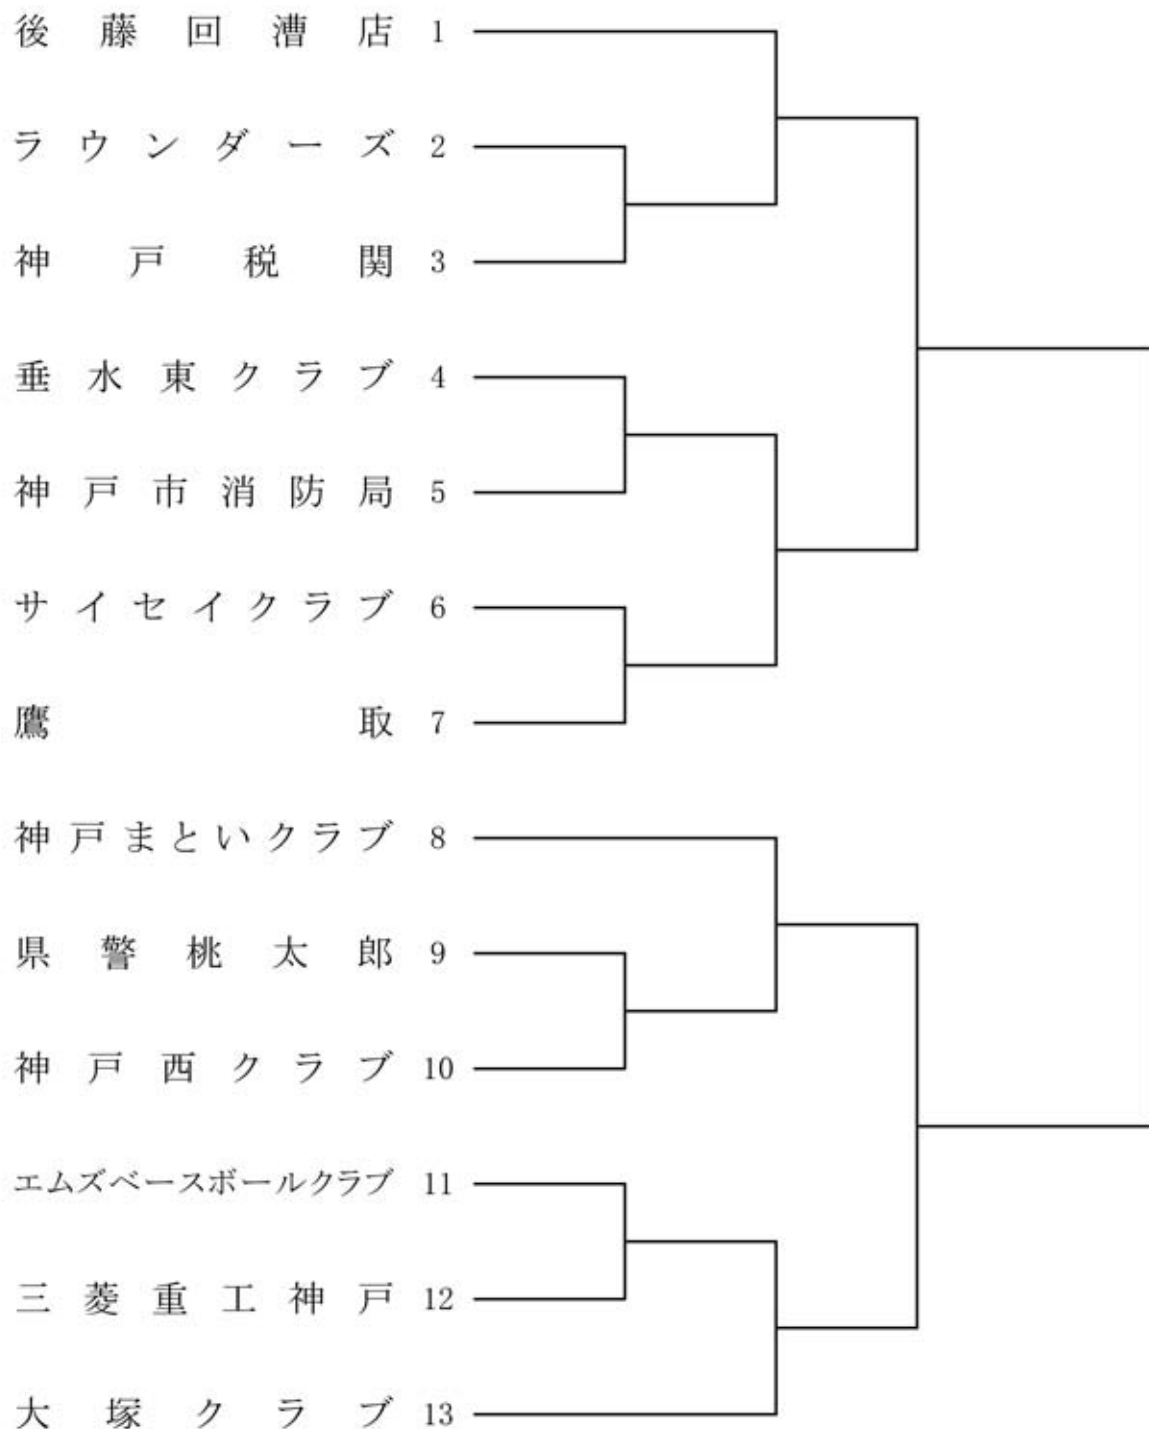 後藤回漕店 1
ラウンダーズ 2
神戸税関 3
垂水東クラブ 4
神戸市消防局 5
サイセイクラブ 6
鷹取 7
神戸まといクラブ 8
県警桃太郎 9
神戸西クラブ 10
エムズベースボールクラブ 11
三菱重工神戸 12
大塚クラブ 13